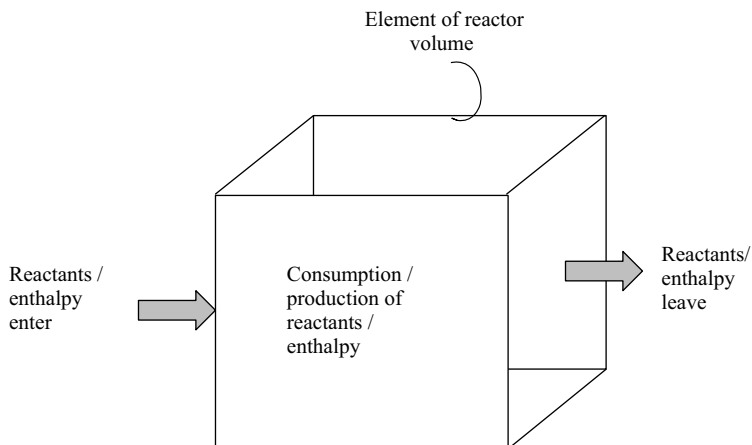 Element of reactor
volume
Reactants /
enthalpy
enter
Consumption /
production of
reactants /
enthalpy
Reactants/
enthalpy
leave